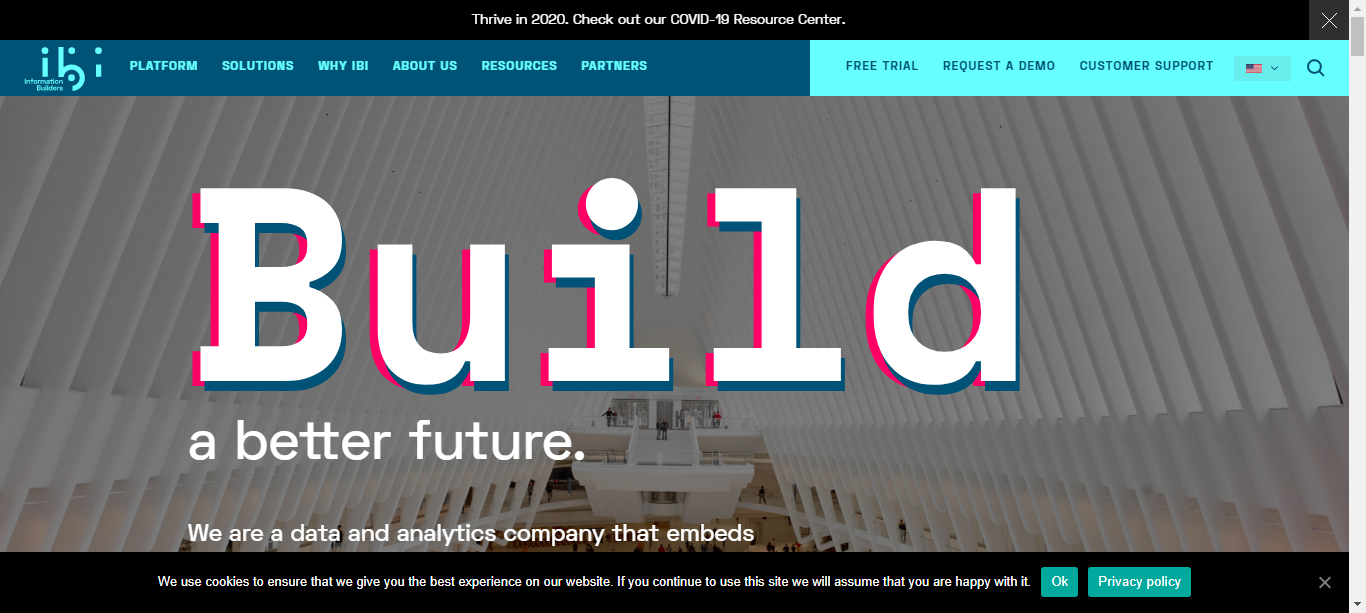 Thrive in 2020. Check out our COVID-19 Resource Center.
ibi
Information
Builders
PLATFORM SOLUTIONS WHY IBI ABOUT US RESOURCES PARTNERS FREE TRIAL REQUEST A DEMO CUSTOMER SUPPORT
Build
a better future.
We are a data and analytics company that embeds
We use cookies to ensure that we give you the best experience on our website. If you continue to use this site we will assume that you are happy with it. Ok Privacy policy